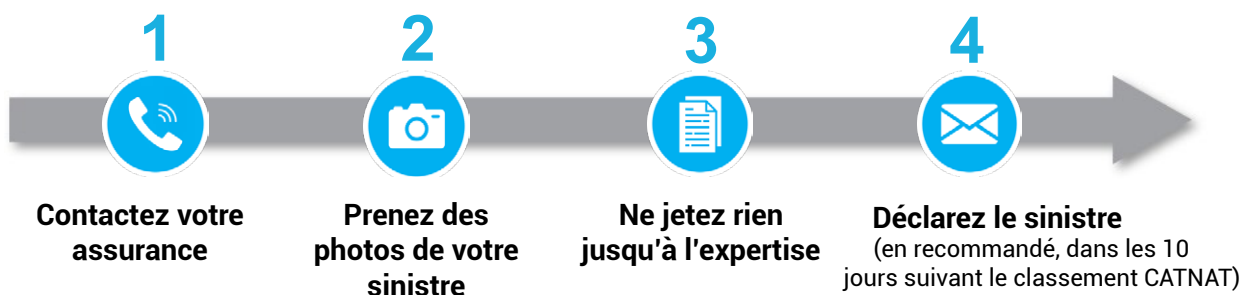 1
2
3
4
Contactez votre
assurance
Prenez des
photos de votre
sinistre
Ne jetez rien
jusqu'à l'expertise
Déclarez le sinistre
(en recommandé, dans les 10
jours suivant le classement CATNAT)